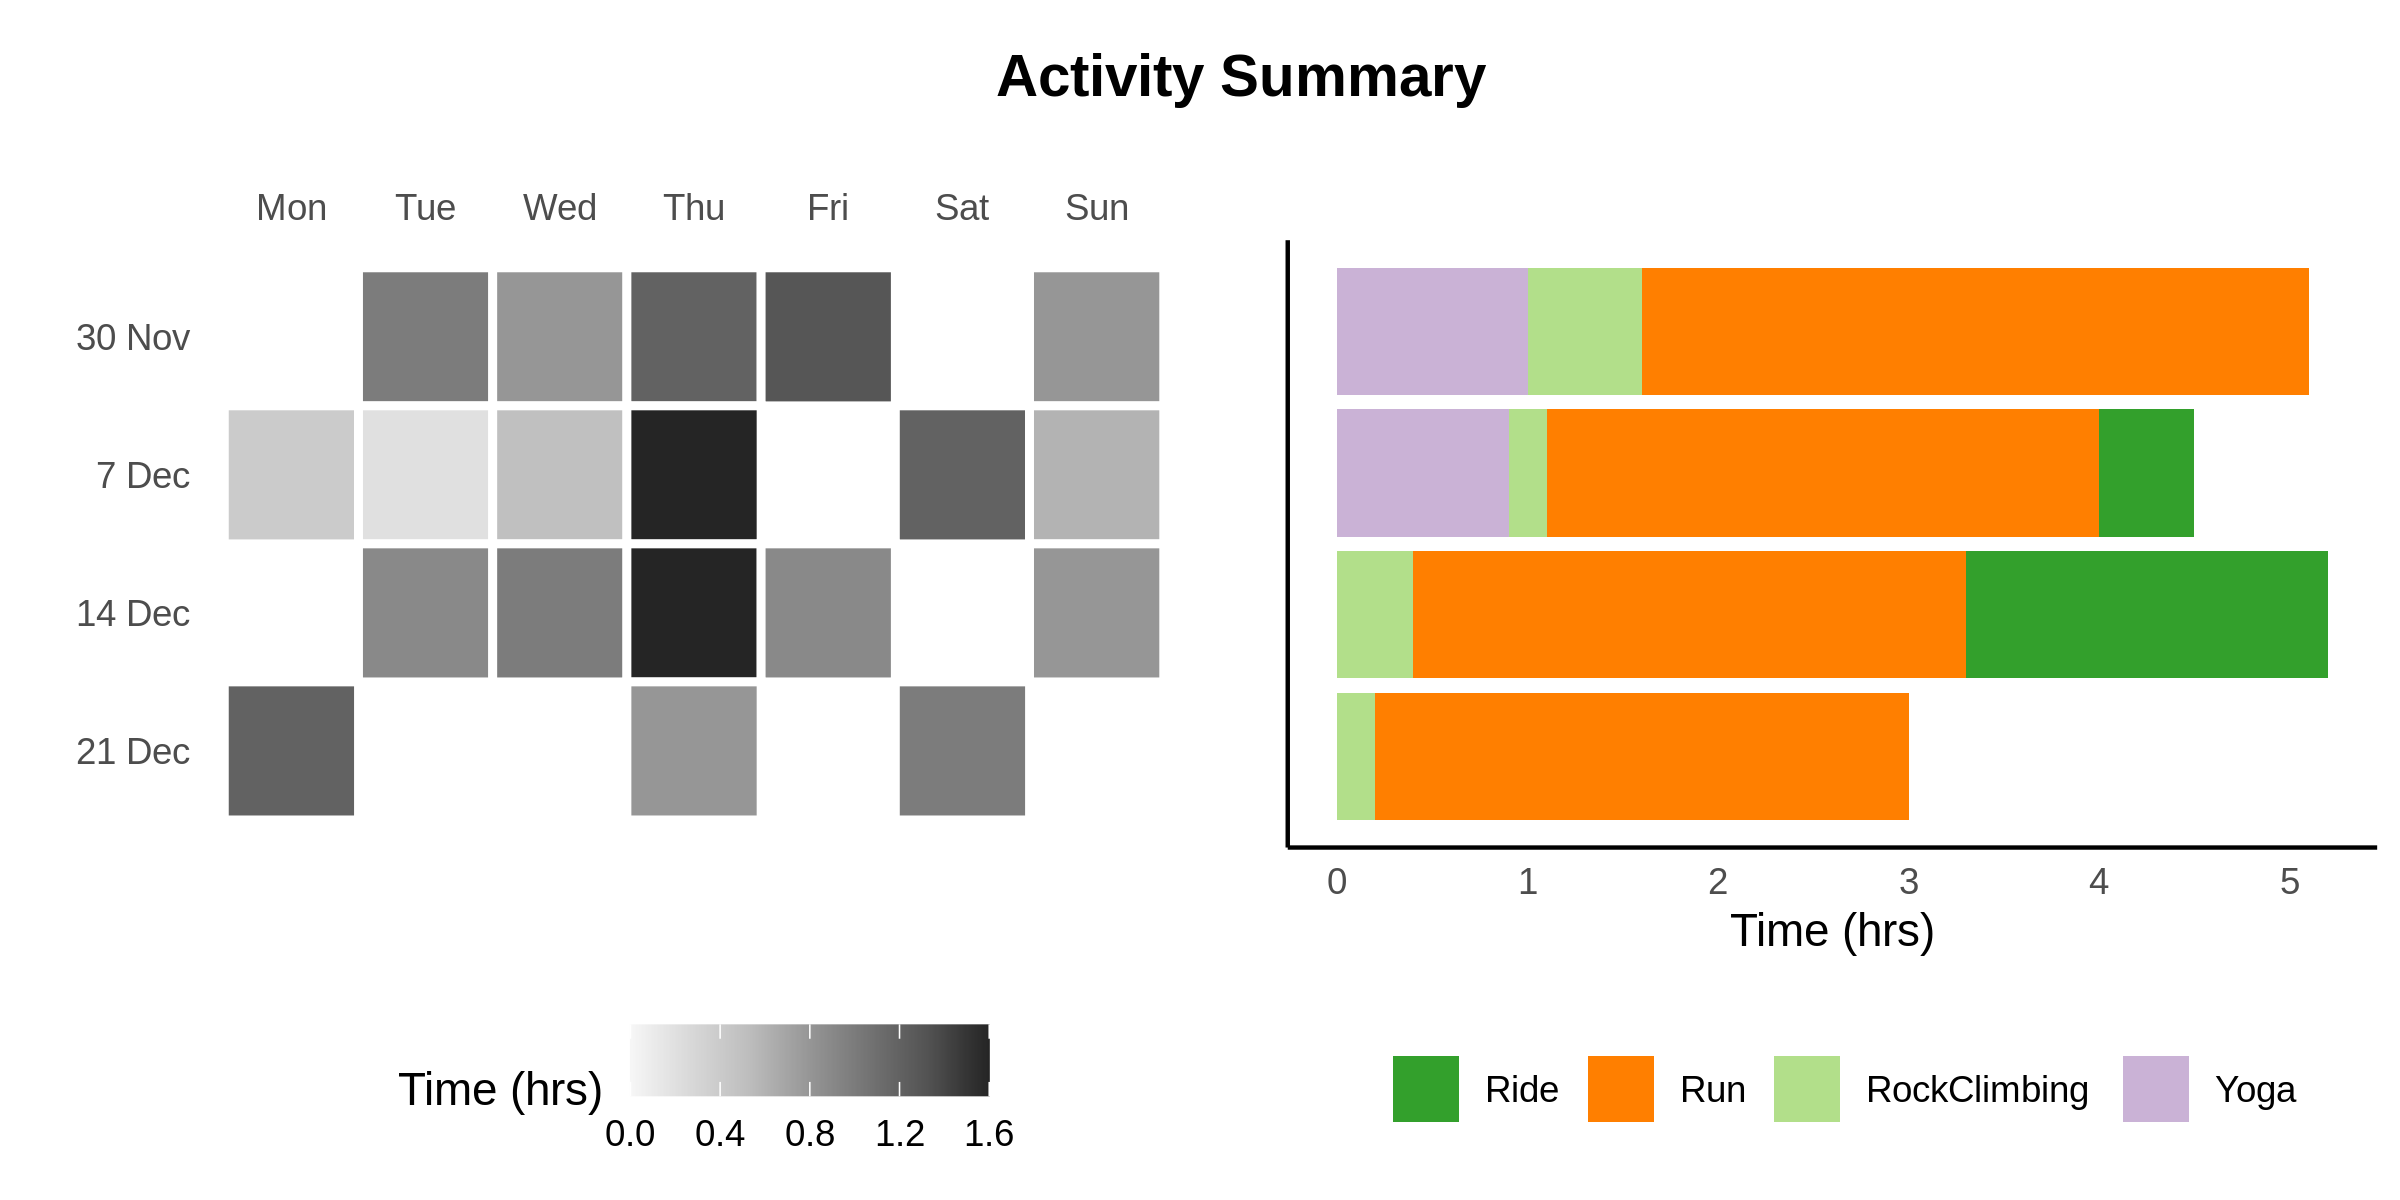 Activity Summary
Mon Tue Wed Thu Fri Sat Sun
30 Nov
7 Dec
14 Dec
21 Dec
0 1 2 3 4 5
Time (hrs)
Time (hrs)
0.0 0.4 0.8 1.2 1.6
Ride Run RockClimbing Yoga